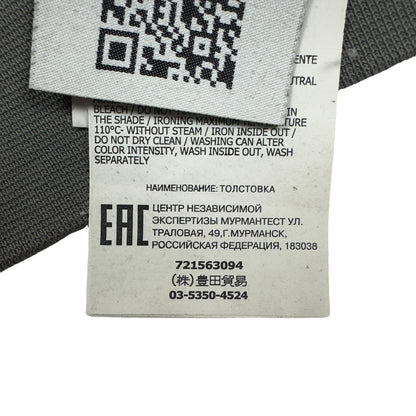 ENTE
UTRAL
BLEACH / DO NOT
IN
THE SHADE / IRONING MAXIMUM
TURE
110°C- WITHOUT STEAM / IRON INSIDE OUT /
DO NOT DRY CLEAN / WASHING CAN ALTER
COLOR INTENSITY, WASH INSIDE OUT, WASH
SEPARATELY
НАИМЕНОВАНИЕ: ТОЛСТОВКА
EAC
ЦЕНТР НЕЗАВИСИМОЙ
ЭКСПЕРТИЗЫ МУРМАНТЕСТ УЛ.
ТРАЛОВАЯ, 49,Г.МУРМАНСК,
РОССИЙСКАЯ ФЕДЕРАЦИЯ, 183038
721563094
(株)豊田貿易
03-5350-4524